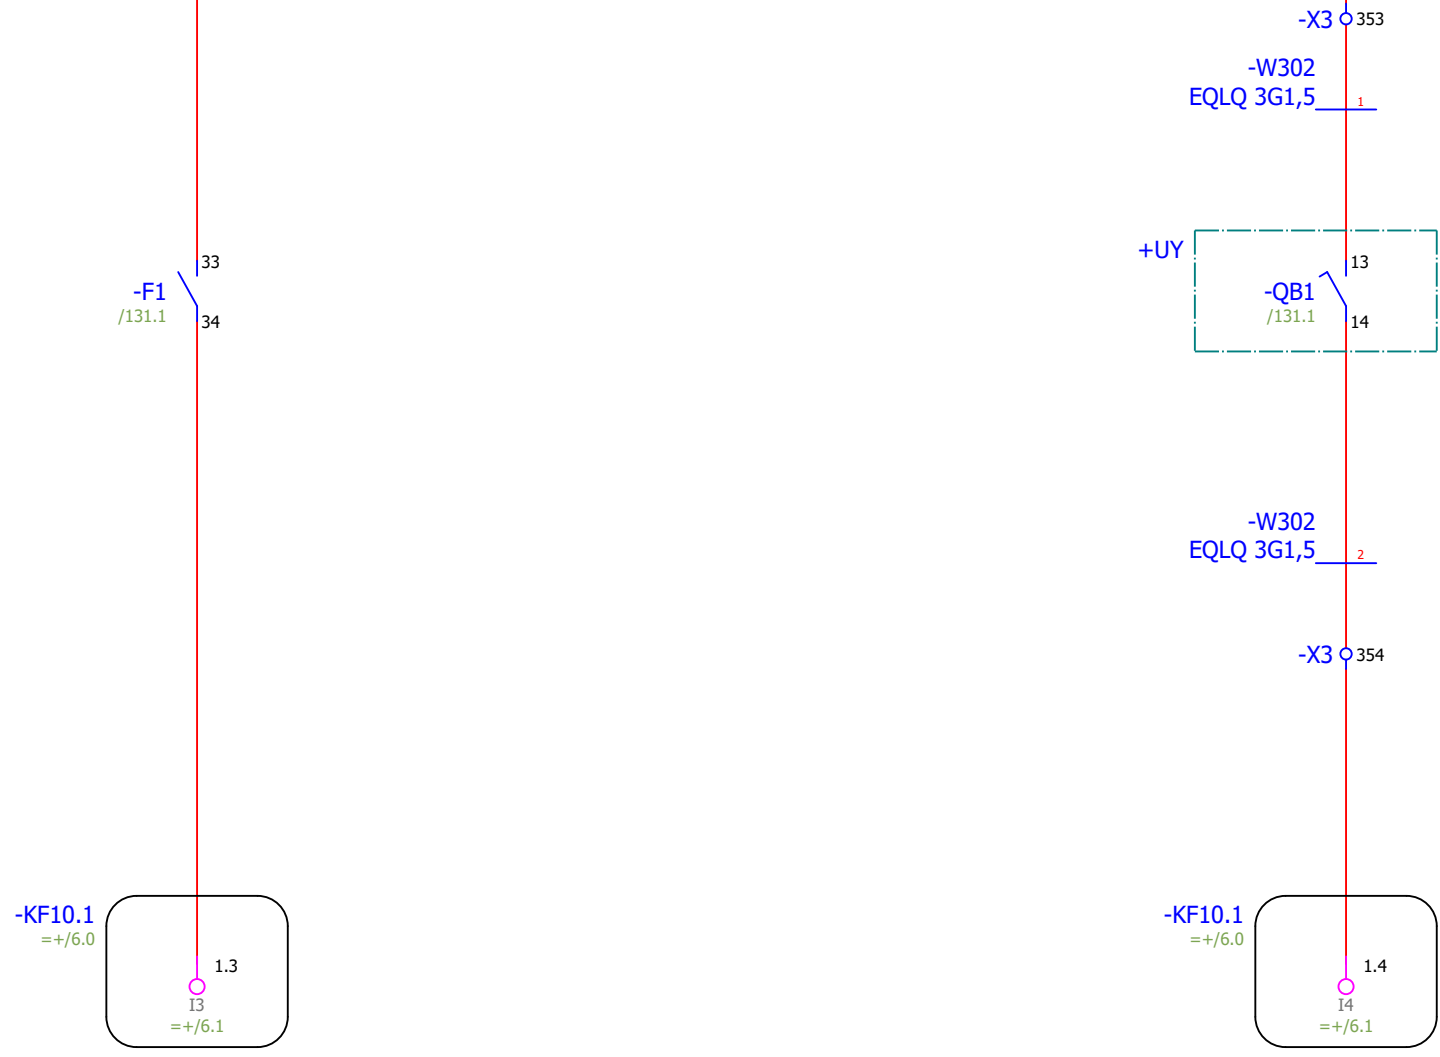 -X3 353
-W302
EQLQ 3G1,5 1
+UY
33
-F1
/131.1
34
13
-QB1
/131.1
14
-W302
EQLQ 3G1,5 2
-X3 354
-KF10.1
=+/6.0
1.3
I3
=+/6.1
-KF10.1
=+/6.0
1.4
I4
=+/6.1